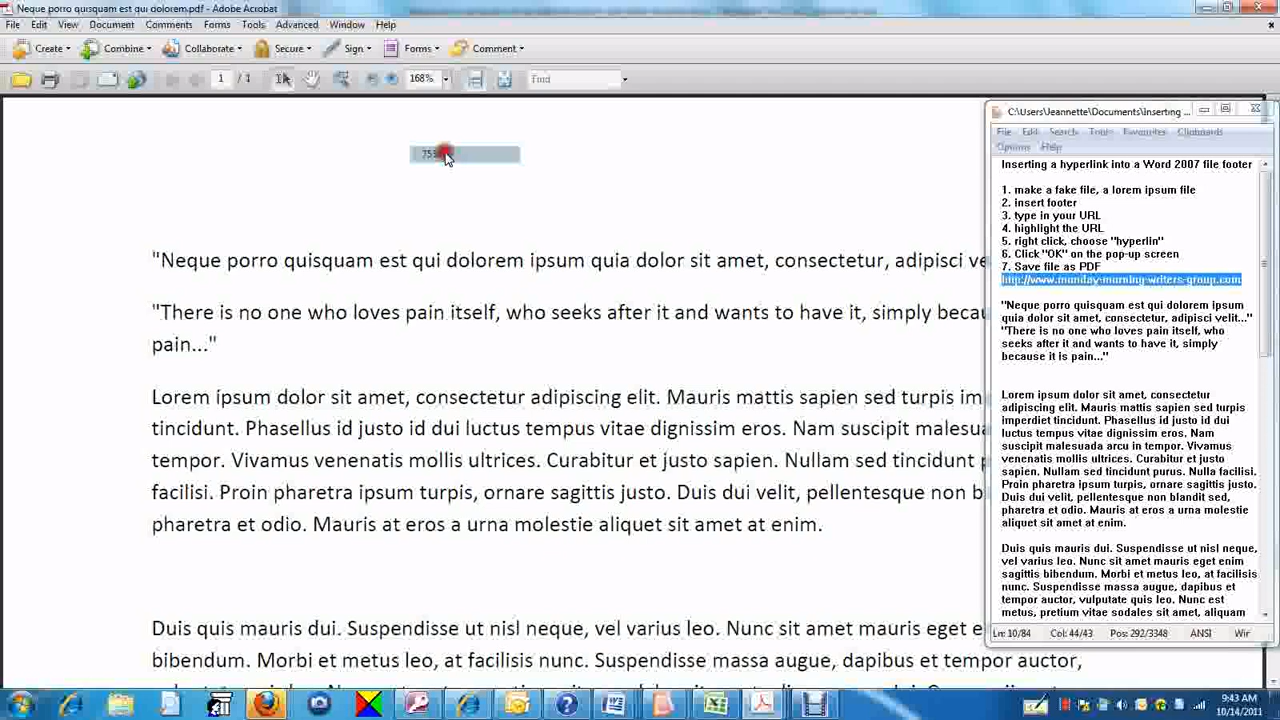 Neque porro quisquam est qui dolorem.pdf - Adobe Acrobat
File Edit View Document Comments Forms Tools Advanced Window Help
Create Combine Collaborate Secure Sign Forms Comment
1 / 1 168% Find
"Neque porro quisquam est qui dolorem ipsum quia dolor sit amet, consectetur, adipisci ve
"There is no one who loves pain itself, who seeks after it and wants to have it, simply becau
pain..."
Lorem ipsum dolor sit amet, consectetur adipiscing elit. Mauris mattis sapien sed turpis im
tincidunt. Phasellus id justo id dui luctus tempus vitae dignissim eros. Nam suscipit malesua
tempor. Vivamus venenatis mollis ultrices. Curabitur et justo sapien. Nullam sed tincidunt p
facilisi. Proin pharetra ipsum turpis, ornare sagittis justo. Duis dui velit, pellentesque non b
pharetra et odio. Mauris at eros a urna molestie aliquet sit amet at enim.
Duis quis mauris dui. Suspendisse ut nisl neque, vel varius leo. Nunc sit amet mauris eget e
bibendum. Morbi et metus leo, at facilisis nunc. Suspendisse massa augue, dapibus et tempor auctor,
C:\Users\Jeannette\Documents\Inserting ...
File Edit Search Tools Favourites Clipboards
Options Help
Inserting a hyperlink into a Word 2007 file footer
1. make a fake file, a lorem ipsum file
2. insert footer
3. type in your URL
4. highlight the URL
5. right click, choose "hyperlin"
6. Click "OK" on the pop-up screen
7. Save file as PDF
http://www.munday-murning-writers-group.com
"Neque porro quisquam est qui dolorem ipsum
quia dolor sit amet, consectetur, adipisci velit..."
"There is no one who loves pain itself, who
seeks after it and wants to have it, simply
because it is pain..."
Lorem ipsum dolor sit amet, consectetur
adipiscing elit. Mauris mattis sapien sed turpis
imperdiet tincidunt. Phasellus id justo id dui
luctus tempus vitae dignissim eros. Nam
suscipit malesuada arcu in tempor. Vivamus
venenatis mollis ultrices. Curabitur et justo
sapien. Nullam sed tincidunt purus. Nulla facilisi.
Proin pharetra ipsum turpis, ornare sagittis justo.
Duis dui velit, pellentesque non blandit sed,
pharetra et odio. Mauris at eros a urna molestie
aliquet sit amet at enim.
Duis quis mauris dui. Suspendisse ut nisl neque,
vel varius leo. Nunc sit amet mauris eget enim
sagittis bibendum. Morbi et metus leo, at facilisis
nunc. Suspendisse massa augue, dapibus et
tempor auctor, vulputate quis leo. Nunc est
metus, pretium vitae sodales sit amet, aliquam
Ln: 10/84 Col: 44/43 Pos: 292/3348 ANSI Wir
9:43 AM
10/14/2011